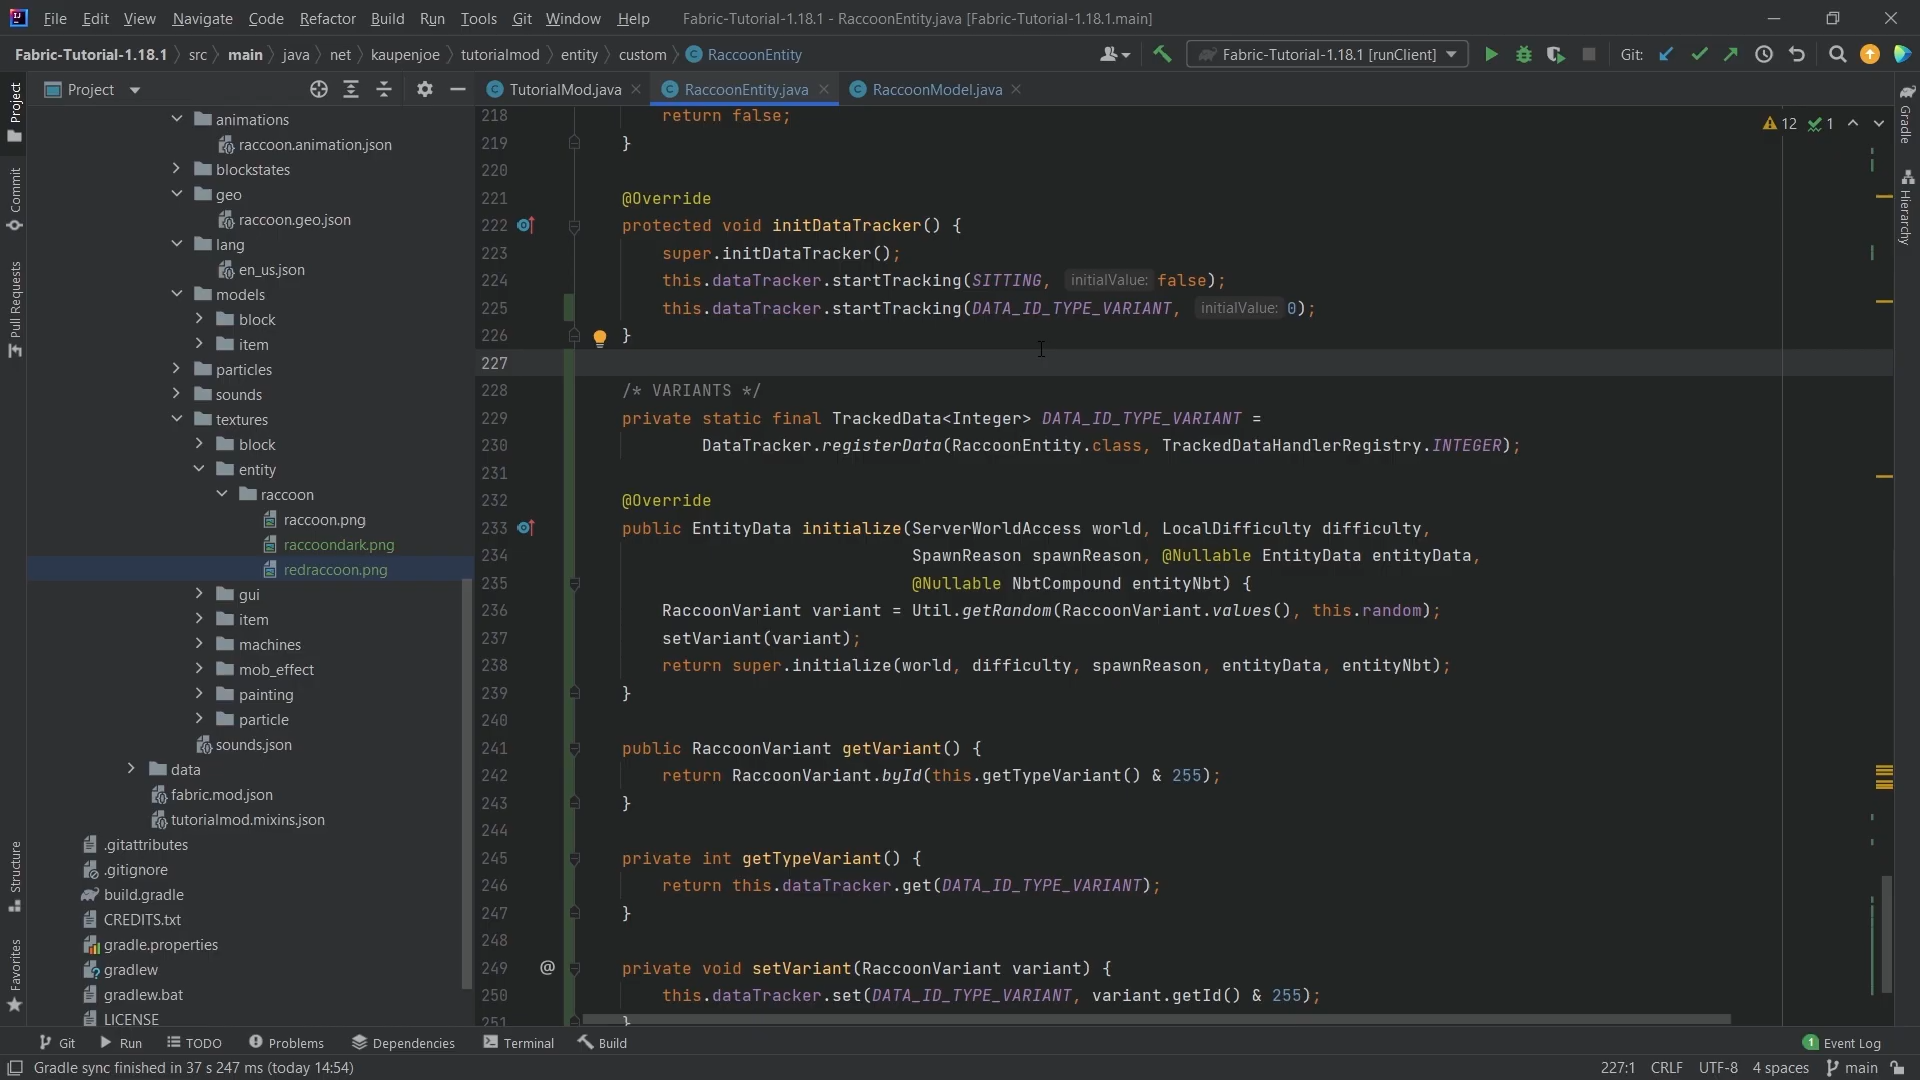 File Edit View Navigate Code Refactor Build Run Tools Git Window Help Fabric-Tutorial-1.18.1 - RaccoonEntity.java [Fabric-Tutorial-1.18.1.main]
Fabric-Tutorial-1.18.1 src main java net kaupenjoe tutorialmod entity custom RaccoonEntity Fabric-Tutorial-1.18.1 [runClient] Git:
Project TutorialMod.java RaccoonEntity.java RaccoonModel.java
Project
Commit
Pull Requests
Structure
Favorites
animations
raccoon.animation.json
blockstates
geo
raccoon.geo.json
lang
en_us.json
models
block
item
particles
sounds
textures
block
entity
raccoon
raccoon.png
raccoondark.png
redraccoon.png
gui
item
machines
mob_effect
painting
particle
sounds.json
data
fabric.mod.json
tutorialmod.mixins.json
.gitattributes
.gitignore
build.gradle
CREDITS.txt
gradle.properties
gradlew
gradlew.bat
LICENSE
12 1
218 return false;
219 }
220
221 @Override
222 protected void initDataTracker() {
223 super.initDataTracker();
224 this.dataTracker.startTracking(SITTING, initialValue: false);
225 this.dataTracker.startTracking(DATA_ID_TYPE_VARIANT, initialValue: 0);
226 }
227
228 /* VARIANTS */
229 private static final TrackedData<Integer> DATA_ID_TYPE_VARIANT =
230 DataTracker.registerData(RaccoonEntity.class, TrackedDataHandlerRegistry.INTEGER);
231
232 @Override
233 public EntityData initialize(ServerWorldAccess world, LocalDifficulty difficulty,
234 SpawnReason spawnReason, @Nullable EntityData entityData,
235 @Nullable NbtCompound entityNbt) {
236 RaccoonVariant variant = Util.getRandom(RaccoonVariant.values(), this.random);
237 setVariant(variant);
238 return super.initialize(world, difficulty, spawnReason, entityData, entityNbt);
239 }
240
241 public RaccoonVariant getVariant() {
242 return RaccoonVariant.byId(this.getTypeVariant() & 255);
243 }
244
245 private int getTypeVariant() {
246 return this.dataTracker.get(DATA_ID_TYPE_VARIANT);
247 }
248
249 @ private void setVariant(RaccoonVariant variant) {
250 this.dataTracker.set(DATA_ID_TYPE_VARIANT, variant.getId() & 255);
251 }
Gradle
Hierarchy
Git Run TODO Problems Dependencies Terminal Build 1 Event Log
Gradle sync finished in 37 s 247 ms (today 14:54) 227:1 CRLF UTF-8 4 spaces main